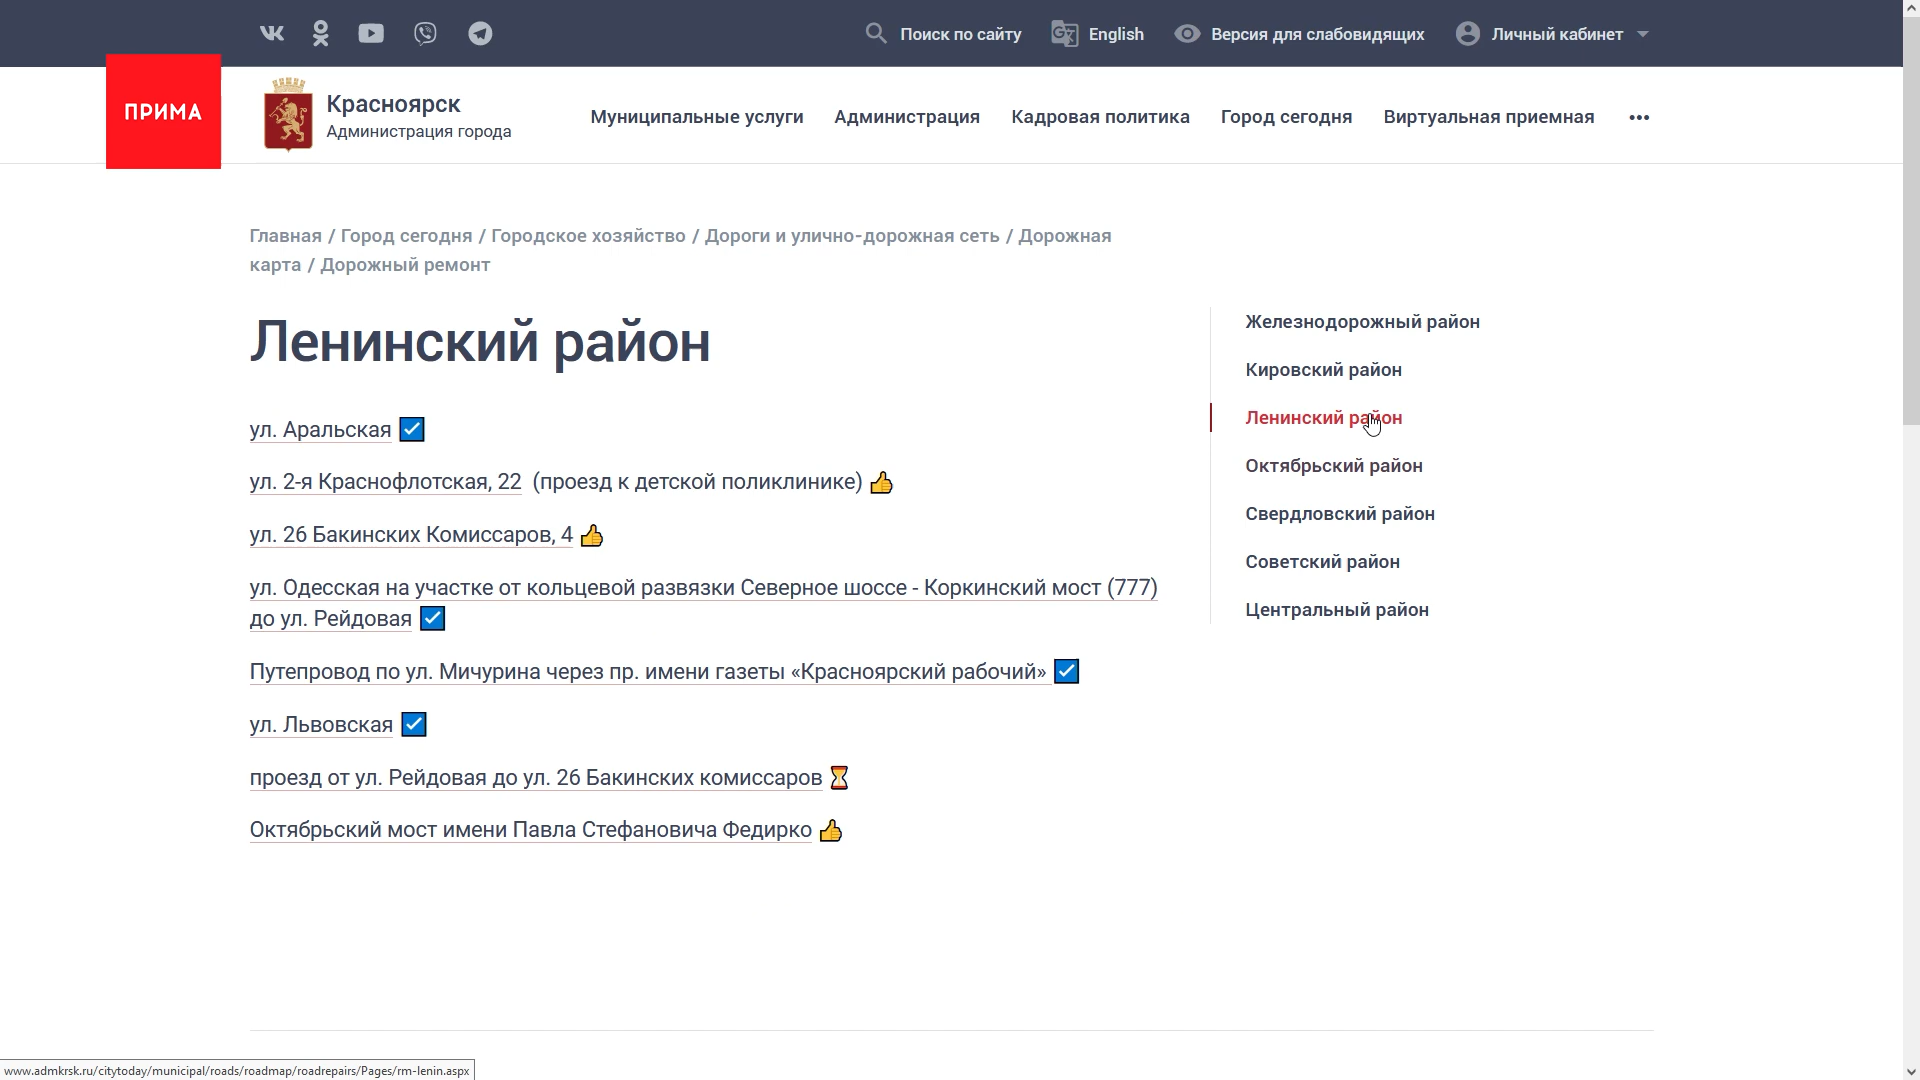 Поиск по сайту
English
Версия для слабовидящих
Личный кабинет
ПРИМА
Красноярск
Администрация города
Муниципальные услуги
Администрация
Кадровая политика
Город сегодня
Виртуальная приемная
Главная / Город сегодня / Городское хозяйство / Дороги и улично-дорожная сеть / Дорожная
карта / Дорожный ремонт
Ленинский район
ул. Аральская
ул. 2-я Краснофлотская, 22 (проезд к детской поликлинике)
ул. 26 Бакинских Комиссаров, 4
ул. Одесская на участке от кольцевой развязки Северное шоссе - Коркинский мост (777)
до ул. Рейдовая
Путепровод по ул. Мичурина через пр. имени газеты «Красноярский рабочий»
ул. Львовская
проезд от ул. Рейдовая до ул. 26 Бакинских комиссаров
Октябрьский мост имени Павла Стефановича Федирко
Железнодорожный район
Кировский район
Ленинский район
Октябрьский район
Свердловский район
Советский район
Центральный район
www.admkrsk.ru/citytoday/municipal/roads/roadmap/roadrepairs/Pages/rm-lenin.aspx